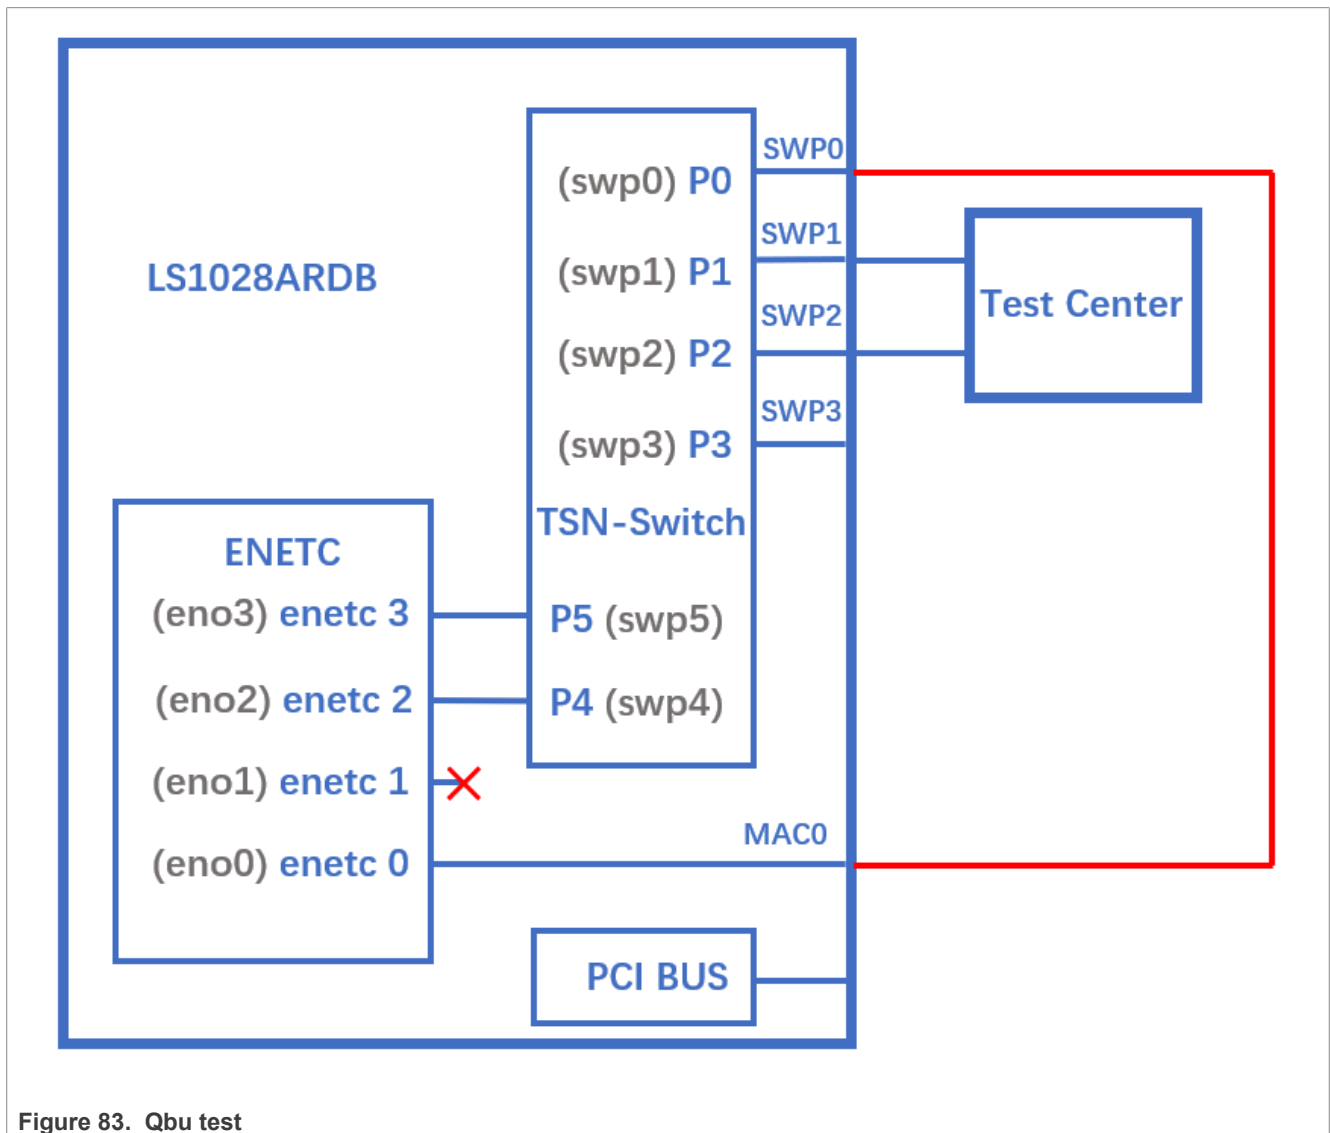 SWP0
(swp0) P0
SWP1
(swp1) P1
LS1028ARDB
Test Center
SWP2
(swp2) P2
SWP3
(swp3) P3
TSN-Switch
ENETC
(eno3) enetc 3
P5 (swp5)
(eno2) enetc 2
P4 (swp4)
(eno1) enetc 1
MAC0
(eno0) enetc 0
PCI BUS
Figure 83. Qbu test